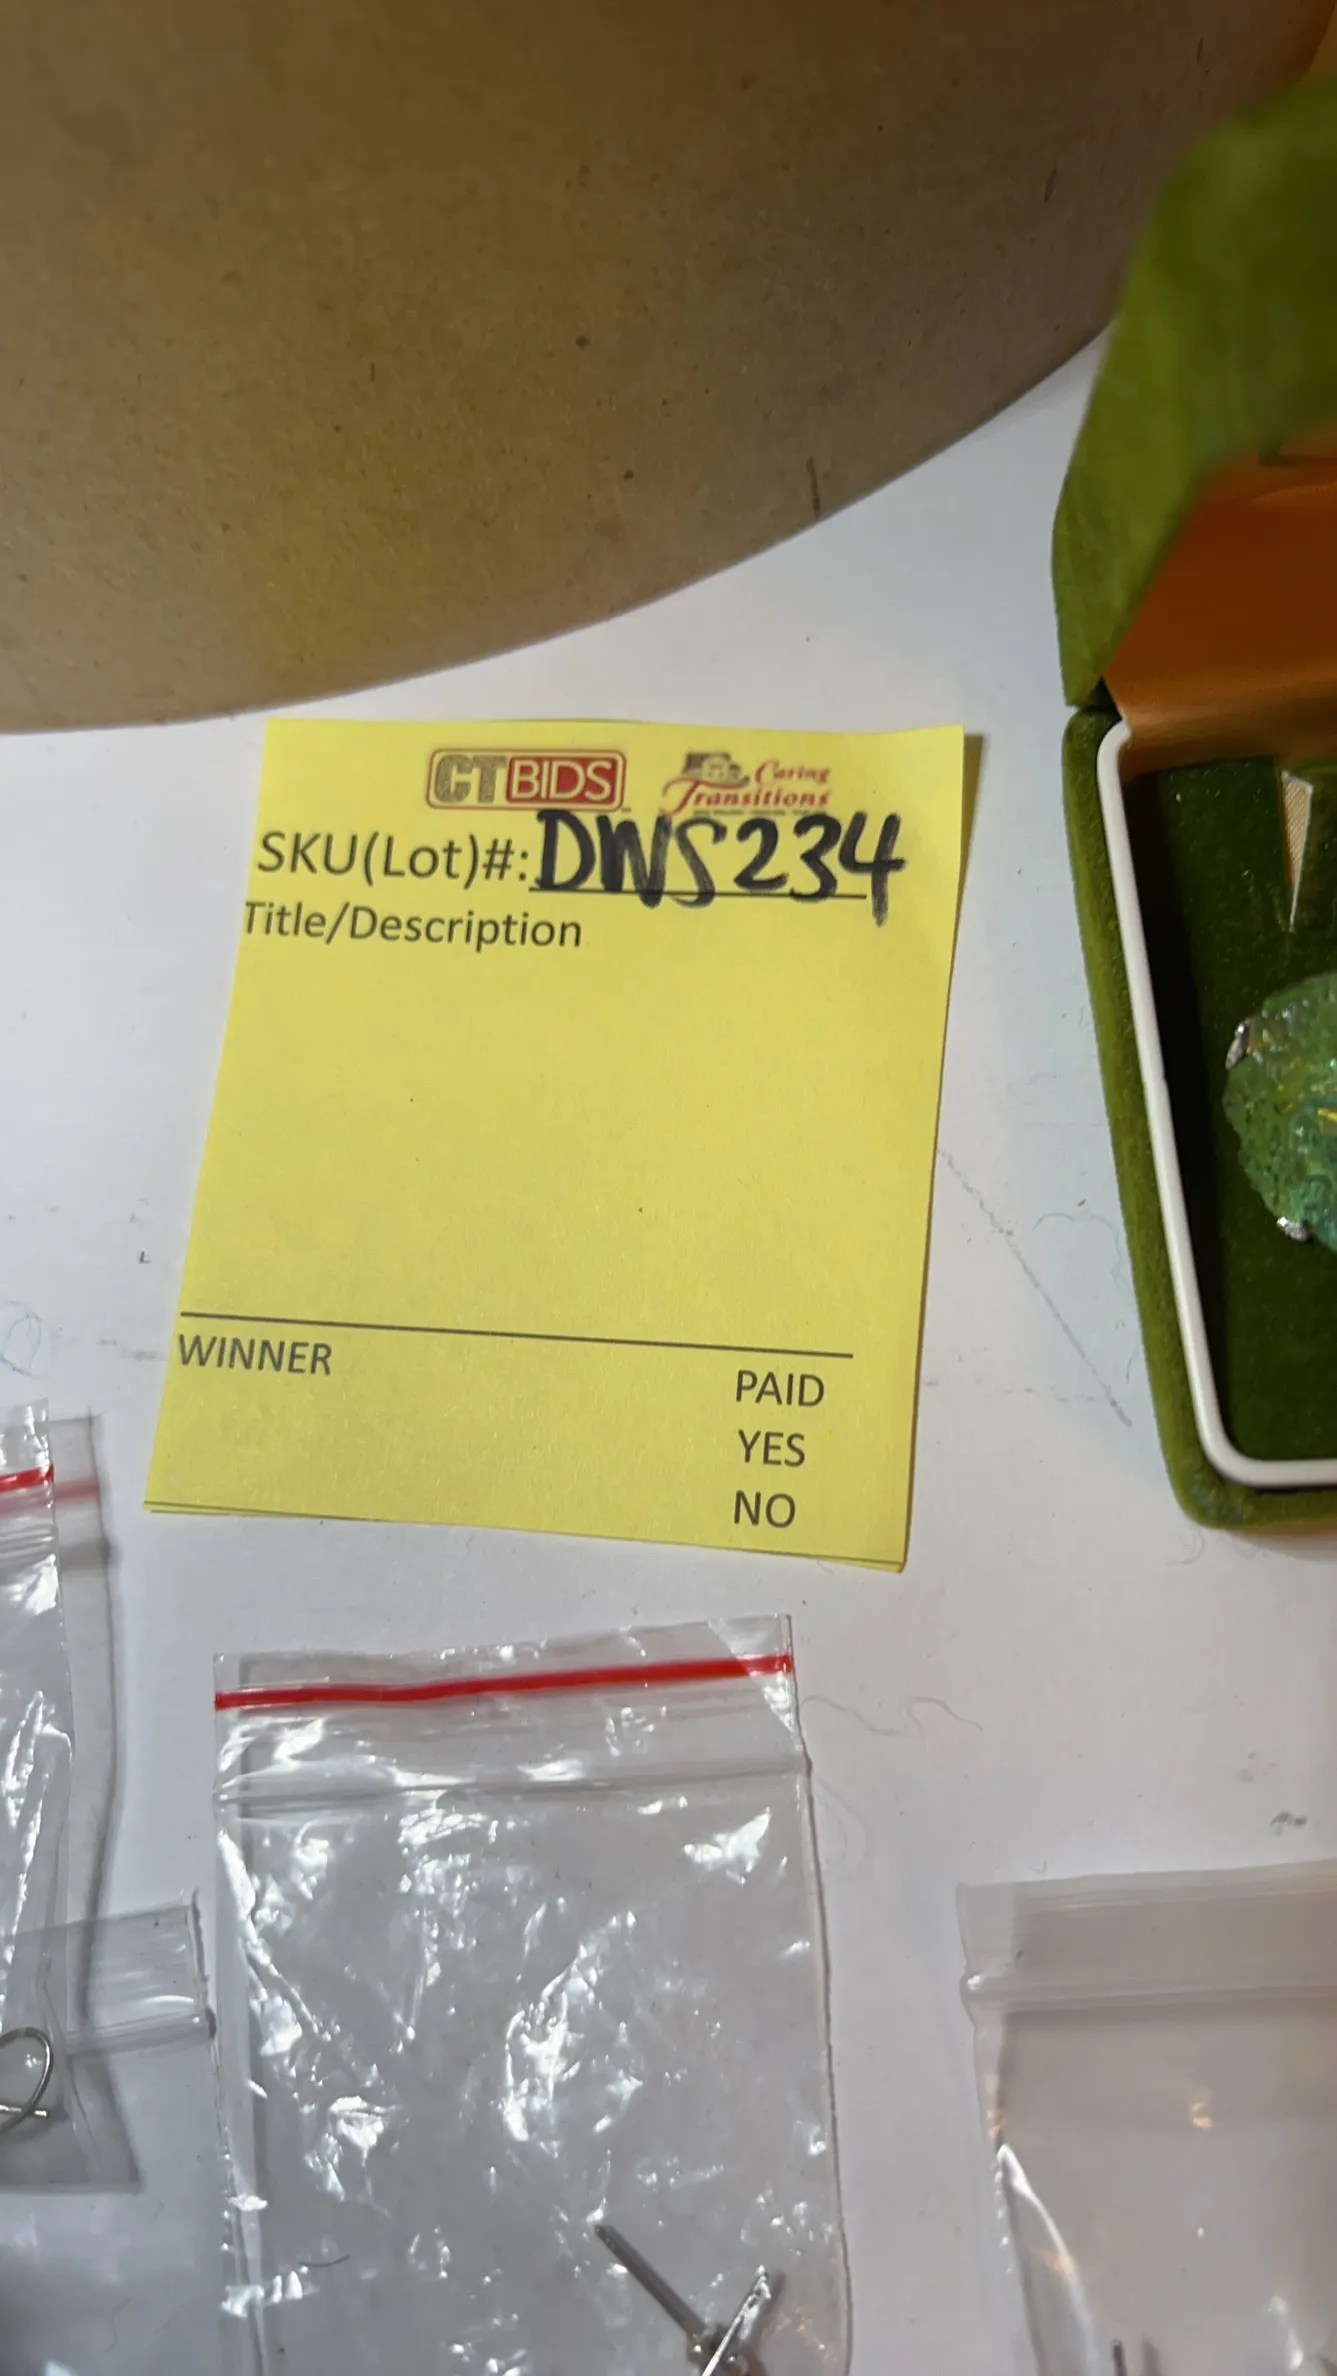 CTBIDS Caring Transitions
SKU(Lot)#: DWS234
Title/Description
WINNER
PAID
YES
NO